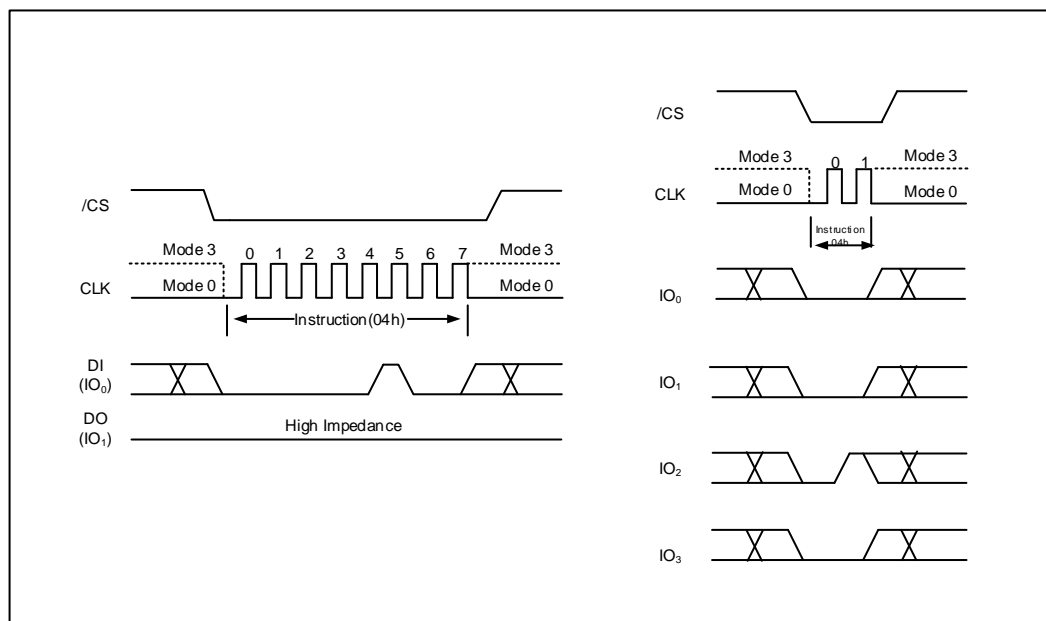 /CS
Mode 3 0 1 2 3 4 5 6 7 Mode 3
CLK Mode 0 Mode 0
Instruction(04h)
DI
(IO₀)
DO
(IO₁)
High Impedance
/CS
Mode 3 0 1 Mode 3
CLK Mode 0 Mode 0
Instruction
04h
IO₀
IO₁
IO₂
IO₃